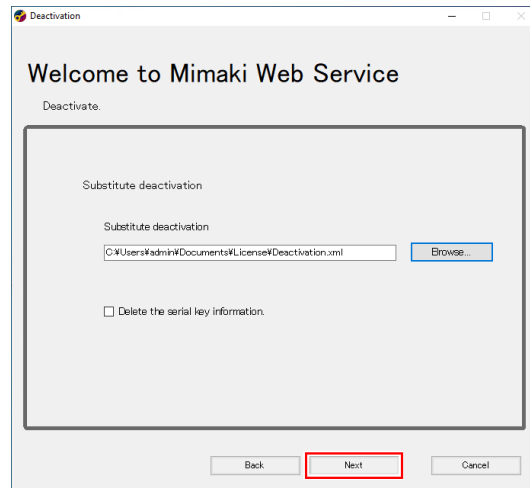 Deactivation
Welcome to Mimaki Web Service
Deactivate.
Substitute deactivation
Substitute deactivation
C:¥Users¥admin¥Documents¥License¥Deactivation.xml
Browse...
Delete the serial key information.
Back
Next
Cancel